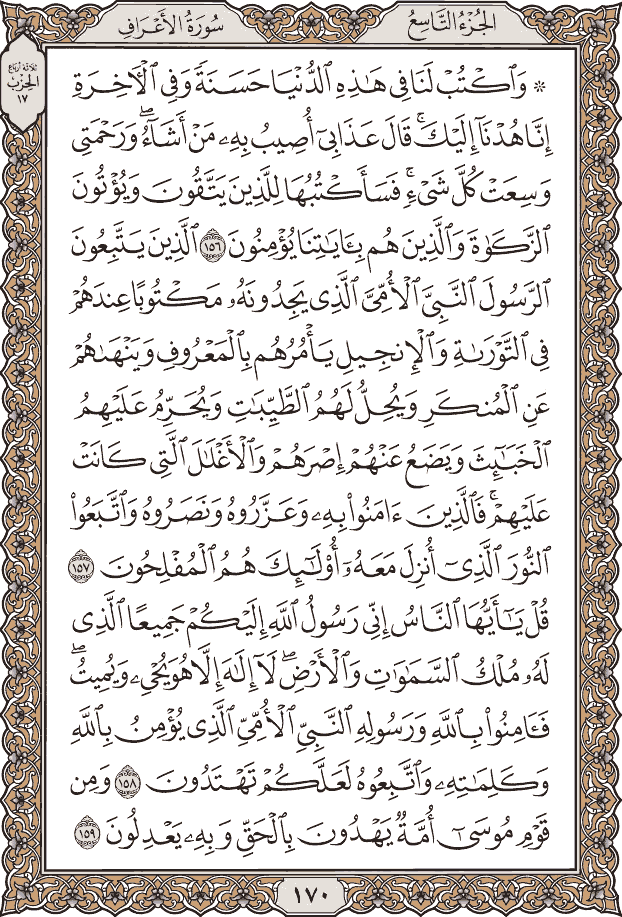 الجُزْءُ التَّاسِعُ
سُورَةُ الأَعْرَافِ
ثلاثة أرباع
الحزب
١٧
۞ وَٱكْتُبْ لَنَا فِى هَٰذِهِ ٱلدُّنْيَا حَسَنَةً وَفِى ٱلْأَخِرَةِ
إِنَّا هُدْنَآ إِلَيْكَ ۚ قَالَ عَذَابِىٓ أُصِيبُ بِهِۦ مَنْ أَشَآءُ ۖ وَرَحْمَتِى
وَسِعَتْ كُلَّ شَىْءٍ ۚ فَسَأَكْتُبُهَا لِلَّذِينَ يَتَّقُونَ وَيُؤْتُونَ
ٱلزَّكَوٰةَ وَٱلَّذِينَ هُم بِـَٔايَٰتِنَا يُؤْمِنُونَ ١٥٦ ٱلَّذِينَ يَتَّبِعُونَ
ٱلرَّسُولَ ٱلنَّبِىَّ ٱلْأُمِّىَّ ٱلَّذِى يَجِدُونَهُۥ مَكْتُوبًا عِندَهُمْ
فِى ٱلتَّوْرَىٰةِ وَٱلْإِنجِيلِ يَأْمُرُهُم بِٱلْمَعْرُوفِ وَيَنْهَىٰهُمْ
عَنِ ٱلْمُنكَرِ وَيُحِلُّ لَهُمُ ٱلطَّيِّبَٰتِ وَيُحَرِّمُ عَلَيْهِمُ
ٱلْخَبَٰٓئِثَ وَيَضَعُ عَنْهُمْ إِصْرَهُمْ وَٱلْأَغْلَٰلَ ٱلَّتِى كَانَتْ
عَلَيْهِمْ ۚ فَٱلَّذِينَ ءَامَنُوا۟ بِهِۦ وَعَزَّرُوهُ وَنَصَرُوهُ وَٱتَّبَعُوا۟
ٱلنُّورَ ٱلَّذِىٓ أُنزِلَ مَعَهُۥٓ أُو۟لَٰٓئِكَ هُمُ ٱلْمُفْلِحُونَ ١٥٧
قُلْ يَٰٓأَيُّهَا ٱلنَّاسُ إِنِّى رَسُولُ ٱللَّهِ إِلَيْكُمْ جَمِيعًا ٱلَّذِى
لَهُۥ مُلْكُ ٱلسَّمَٰوَٰتِ وَٱلْأَرْضِ ۖ لَآ إِلَٰهَ إِلَّا هُوَ يُحْىِۦ وَيُمِيتُ ۖ
فَـَٔامِنُوا۟ بِٱللَّهِ وَرَسُولِهِ ٱلنَّبِىِّ ٱلْأُمِّىِّ ٱلَّذِى يُؤْمِنُ بِٱللَّهِ
وَكَلِمَٰتِهِۦ وَٱتَّبِعُوهُ لَعَلَّكُمْ تَهْتَدُونَ ١٥٨ وَمِن
قَوْمِ مُوسَىٰٓ أُمَّةٌ يَهْدُونَ بِٱلْحَقِّ وَبِهِۦ يَعْدِلُونَ ١٥٩
١٧٠